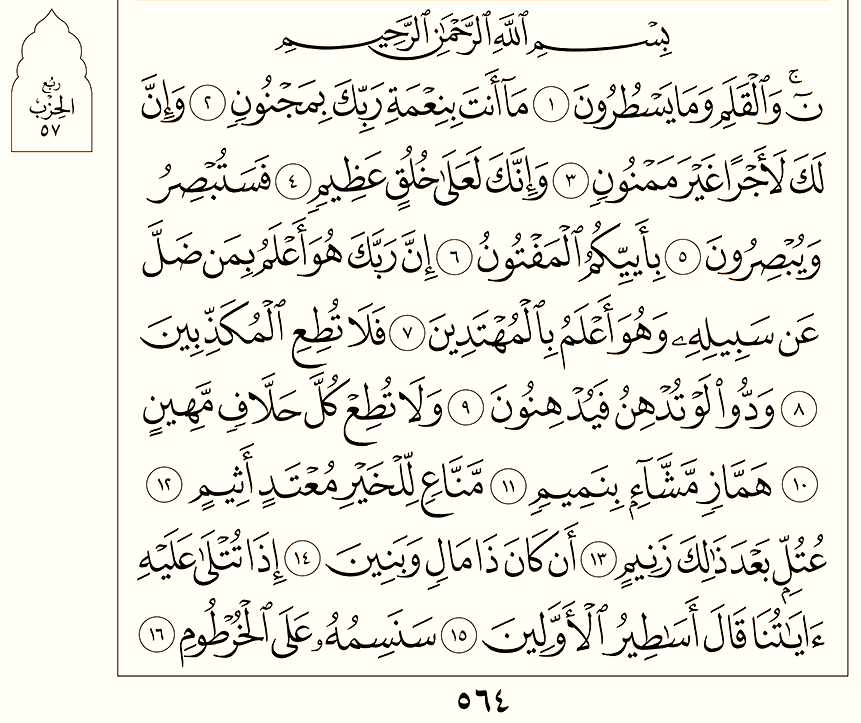 بِسْمِ ٱللَّهِ ٱلرَّحْمَٰنِ ٱلرَّحِيمِ
نٓ ۚ وَٱلْقَلَمِ وَمَا يَسْطُرُونَ ١ مَآ أَنتَ بِنِعْمَةِ رَبِّكَ بِمَجْنُونٍ ٢ وَإِنَّ
لَكَ لَأَجْرًا غَيْرَ مَمْنُونٍ ٣ وَإِنَّكَ لَعَلَىٰ خُلُقٍ عَظِيمٍ ٤ فَسَتُبْصِرُ
وَيُبْصِرُونَ ٥ بِأَييِّكُمُ ٱلْمَفْتُونُ ٦ إِنَّ رَبَّكَ هُوَ أَعْلَمُ بِمَن ضَلَّ
عَن سَبِيلِهِۦ وَهُوَ أَعْلَمُ بِٱلْمُهْتَدِينَ ٧ فَلَا تُطِعِ ٱلْمُكَذِّبِينَ
٨ وَدُّوا۟ لَوْ تُدْهِنُ فَيُدْهِنُونَ ٩ وَلَا تُطِعْ كُلَّ حَلَّافٍ مَّهِينٍ
١٠ هَمَّازٍ مَّشَّآءٍۭ بِنَمِيمٍ ١١ مَّنَّاعٍ لِّلْخَيْرِ مُعْتَدٍ أَثِيمٍ ١٢
عُتُلٍّۭ بَعْدَ ذَٰلِكَ زَنِيمٍ ١٣ أَن كَانَ ذَا مَالٍ وَبَنِينَ ١٤ إِذَا تُتْلَىٰ عَلَيْهِ
ءَايَٰتُنَا قَالَ أَسَٰطِيرُ ٱلْأَوَّلِينَ ١٥ سَنَسِمُهُۥ عَلَى ٱلْخُرْطُومِ ١٦
ربُع
الحِزْب
٥٧
٥٦٤